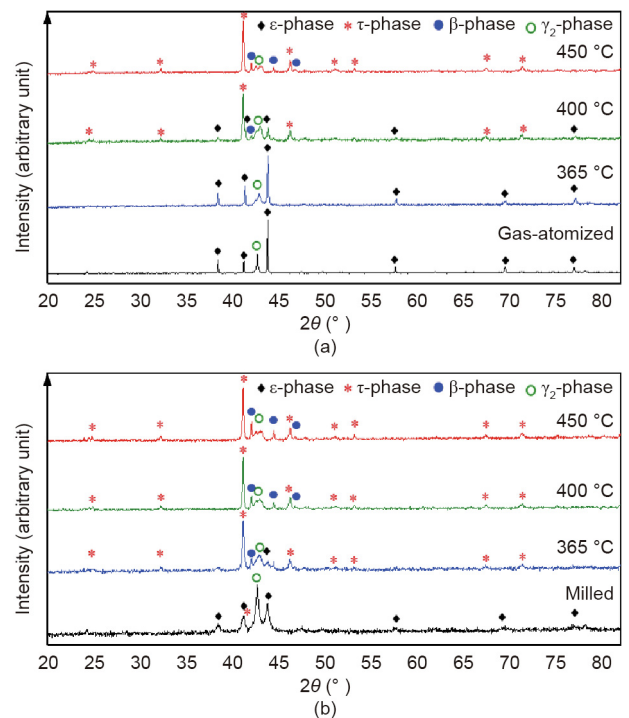 ◆ ε-phase * τ-phase ● β-phase ○ γ₂-phase
450 °C
400 °C
365 °C
Gas-atomized
Intensity (arbitrary unit)
20 25 30 35 40 45 50 55 60 65 70 75 80
2θ (° )
(a)
◆ ε-phase * τ-phase ● β-phase ○ γ₂-phase
450 °C
400 °C
365 °C
Milled
Intensity (arbitrary unit)
20 25 30 35 40 45 50 55 60 65 70 75 80
2θ (° )
(b)